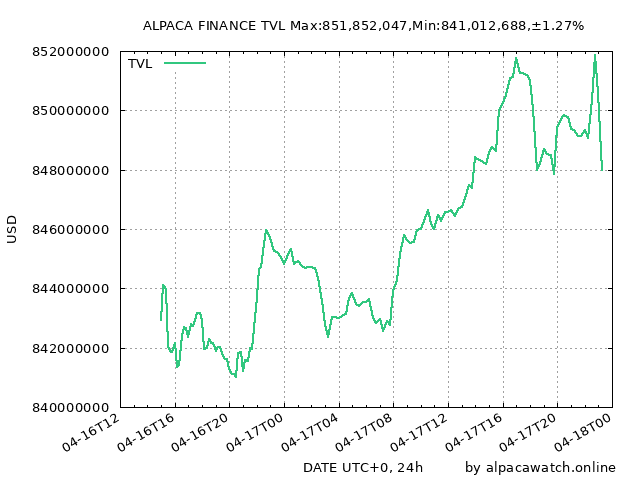 ALPACA FINANCE TVL Max:851,852,047,Min:841,012,688,±1.27%
852000000
TVL
850000000
848000000
846000000
844000000
842000000
840000000
USD
04-16T12
04-16T16
04-16T20
04-17T00
04-17T04
04-17T08
04-17T12
04-17T16
04-17T20
04-18T00
DATE UTC+0, 24h
by alpacawatch.online